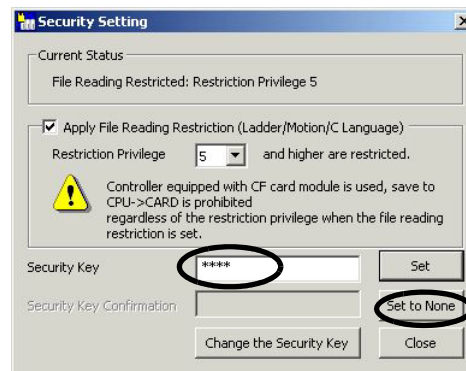 Security Setting
Current Status
File Reading Restricted: Restriction Privilege 5
Apply File Reading Restriction (Ladder/Motion/C Language)
Restriction Privilege 5 and higher are restricted.
Controller equipped with CF card module is used, save to
CPU->CARD is prohibited
regardless of the restriction privilege when the file reading
restriction is set.
Security Key **** Set
Security Key Confirmation Set to None
Change the Security Key Close